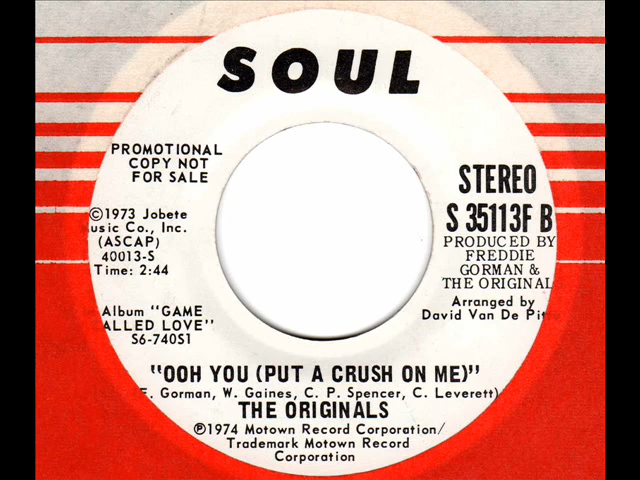 SOUL
PROMOTIONAL
COPY NOT
FOR SALE
©1973 Jobete
usic Co., Inc.
(ASCAP)
40013-S
Time: 2:44
Album "GAME
ALLED LOVE"
S6-740S1
STEREO
S 35113F B
PRODUCED BY
FREDDIE
GORMAN &
THE ORIGINAL
Arranged by
David Van De Pit
"OOH YOU (PUT A CRUSH ON ME)"
F. Gorman, W. Gaines, C. P. Spencer, C. Leverett)
THE ORIGINALS
℗1974 Motown Record Corporation/
Trademark Motown Record
Corporation